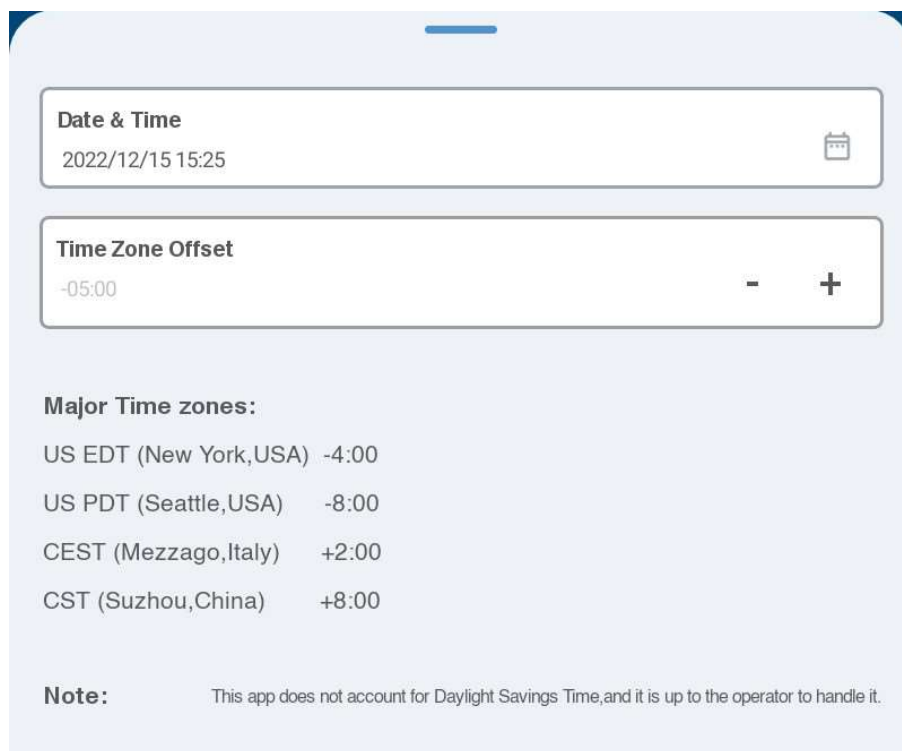 Date & Time
2022/12/15 15:25
Time Zone Offset
-05:00
- +
Major Time zones:
US EDT (New York,USA) -4:00
US PDT (Seattle,USA) -8:00
CEST (Mezzago,Italy) +2:00
CST (Suzhou,China) +8:00
Note: This app does not account for Daylight Savings Time,and it is up to the operator to handle it.